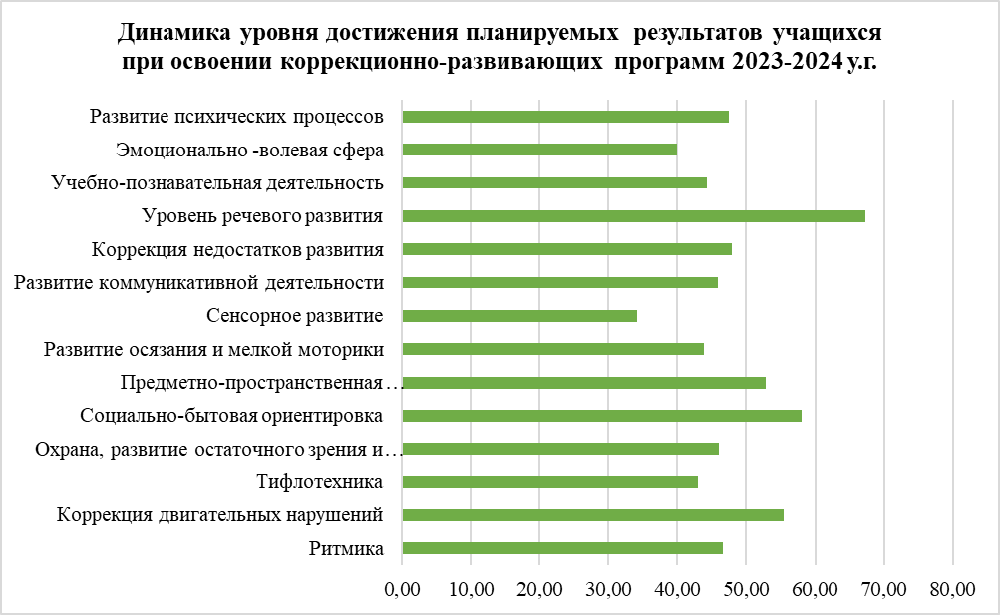 Динамика уровня достижения планируемых результатов учащихся
при освоении коррекционно-развивающих программ 2023-2024 у.г.
Развитие психических процессов
Эмоционально -волевая сфера
Учебно-познавательная деятельность
Уровень речевого развития
Коррекция недостатков развития
Развитие коммуникативной деятельности
Сенсорное развитие
Развитие осязания и мелкой моторики
Предметно-пространственная …
Социально-бытовая ориентировка
Охрана, развитие остаточного зрения и…
Тифлотехника
Коррекция двигательных нарушений
Ритмика
0,00 10,00 20,00 30,00 40,00 50,00 60,00 70,00 80,00